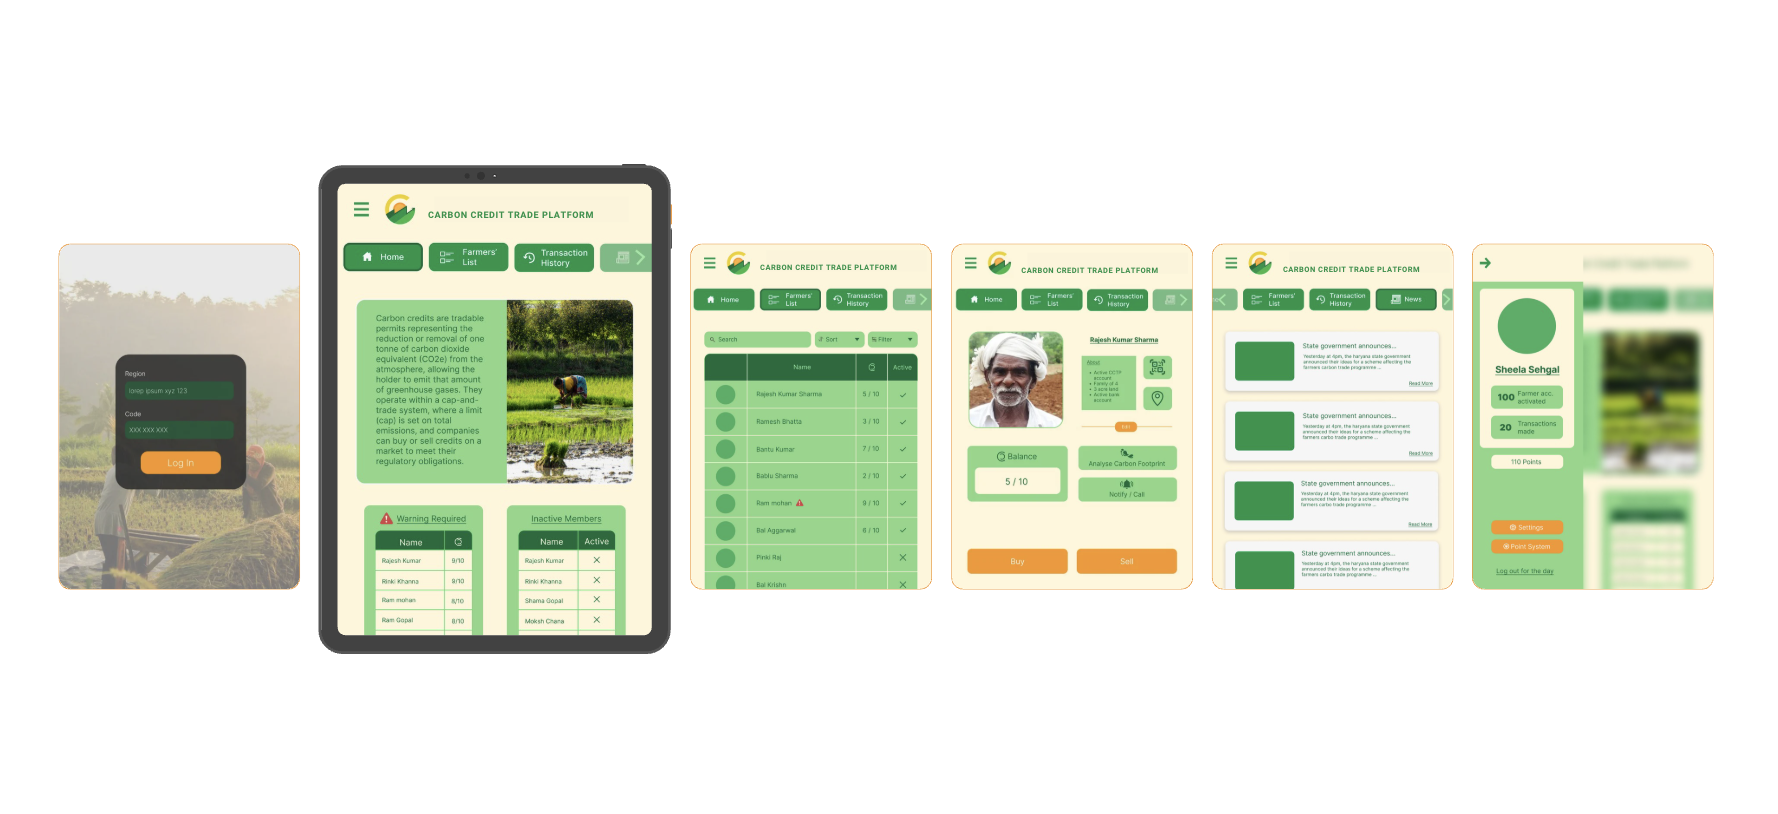 Region
lorep ipsum xyz 123
Code
XXX XXX XXX
Log In
CARBON CREDIT TRADE PLATFORM
Home
Farmers'
List
Transaction
History
Carbon credits are tradable
permits representing the
reduction or removal of one
tonne of carbon dioxide
equivalent (CO2e) from the
atmosphere, allowing the
holder to emit that amount
of greenhouse gases. They
operate within a cap-and-
trade system, where a limit
(cap) is set on total
emissions, and companies
can buy or sell credits on a
market to meet their
regulatory obligations.
Warning Required
Name
Rajesh Kumar 9/10
Rinki Khanna 9/10
Ram mohan 8/10
Ram Gopal 8/10
Inactive Members
Name Active
Rajesh Kumar
Rinki Khanna
Shama Gopal
Moksh Chana
CARBON CREDIT TRADE PLATFORM
Home
Farmers'
List
Transaction
History
Search
Sort
Filter
Name Active
Rajesh Kumar Sharma 5 / 10
Ramesh Bhatta 3 / 10
Bantu Kumar 7 / 10
Bablu Sharma 2 / 10
Ram mohan 9 / 10
Bal Aggarwal 6 / 10
Pinki Raj
Bal Krishn
CARBON CREDIT TRADE PLATFORM
Home
Farmers'
List
Transaction
History
Rajesh Kumar Sharma
About
Active CCTP
account
Family of 4
3 acre land
Active bank
account
Balance
5 / 10
Analyse Carbon Footprint
Notify / Call
Buy
Sell
CARBON CREDIT TRADE PLATFORM
Farmers'
List
Transaction
History
News
State government announces...
Yesterday at 4pm, the haryana state government
announced their ideas for a scheme affecting the
farmers carbo trade programme ...
Read More
State government announces...
Yesterday at 4pm, the haryana state government
announced their ideas for a scheme affecting the
farmers carbo trade programme ...
Read More
State government announces...
Yesterday at 4pm, the haryana state government
announced their ideas for a scheme affecting the
farmers carbo trade programme ...
Read More
State government announces...
Yesterday at 4pm, the haryana state government
announced their ideas for a scheme affecting the
farmers carbo trade programme ...
Sheela Sehgal
100 Farmer acc.
activated
20 Transactions
made
110 Points
Settings
Point System
Log out for the day